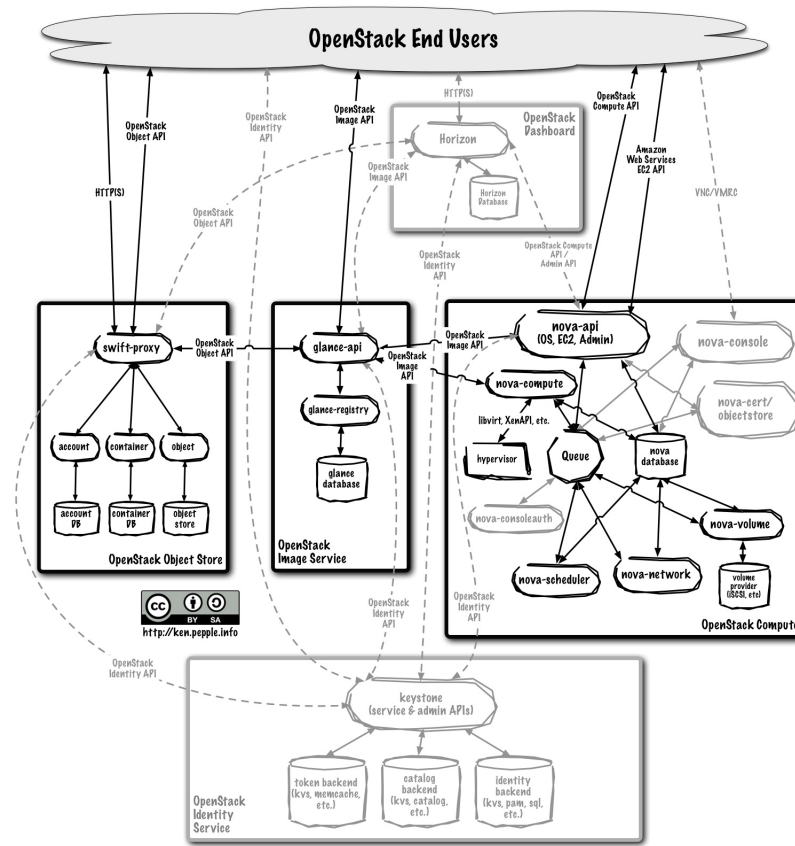 OpenStack End Users
HTTP(S)
OpenStack
Object API
OpenStack
Identity
API
OpenStack
Image API
HTTP(S)
OpenStack
Compute API
Amazon
Web Services
EC2 API
VNC/VMRC
OpenStack
Dashboard
Horizon
Horizon
Database
OpenStack
Image API
OpenStack
Object API
OpenStack
Identity
API
OpenStack Compute
API /
Admin API
swift-proxy
OpenStack
Object API
account
container
object
account
DB
container
DB
object
store
OpenStack Object Store
glance-api
OpenStack
Image API
OpenStack
Image
API
glance-registry
glance
database
OpenStack
Image Service
nova-api
(OS, EC2, Admin)
nova-console
nova-compute
nova-cert/
objectstore
libvirt, XenAPI, etc.
hypervisor
Queue
nova
database
nova-consoleauth
nova-volume
nova-scheduler
nova-network
volume
provider
(iSCSI, etc)
OpenStack Compute
cc
BY SA
http://ken.pepple.info
OpenStack
Identity
API
OpenStack
Identity
API
OpenStack
Identity API
keystone
(service & admin APIs)
token backend
(kvs, memcache,
etc.)
catalog
backend
(kvs, catalog,
etc.)
identity
backend
(kvs, pam, sql,
etc.)
OpenStack
Identity
Service